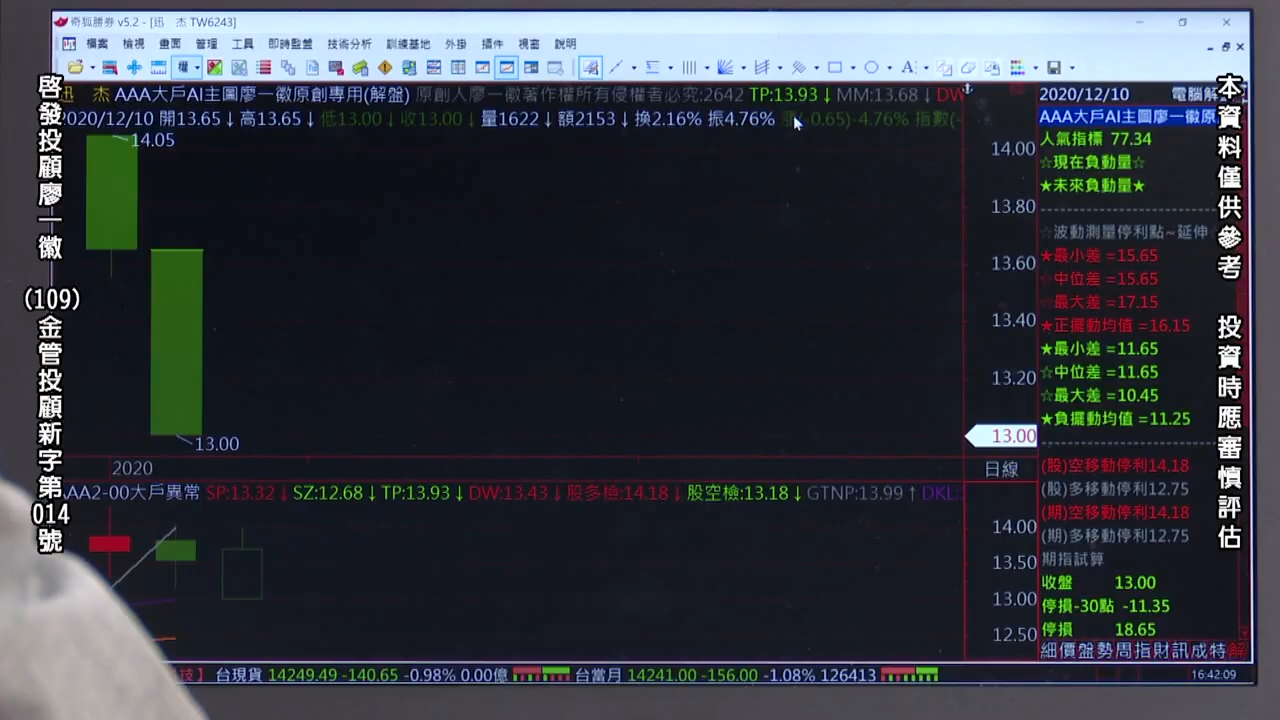 奇狐勝券 v5.2 - [迅　杰 TW6243]
檔案 檢視 畫面 管理 工具 即時監盤 技術分析 訓練基地 外掛 插件 視窗 說明
權
迅　杰 AAA大戶AI主圖廖一徽原創專用(解盤) 原創人廖一徽著作權所有侵權者必究:2642 TP:13.93↓ MM:13.68↓ DW
2020/12/10 開13.65↓ 高13.65↓ 低13.00↓ 收13.00↓ 量1622↓ 額2153↓ 換2.16% 振4.76% (-0.65)-4.76% 指數(-
14.05
13.00
14.00
13.80
13.60
13.40
13.20
13.00
2020
日線
AAA2-00大戶異常 SP:13.32↓ SZ:12.68↓ TP:13.93↓ DW:13.43↓ 股多檢:14.18↓ 股空檢:13.18↓ GTNP:13.99↑ DKL:
14.00
13.50
13.00
12.50
2020/12/10 電腦解
AAA大戶AI主圖廖一徽原
人氣指標 77.34
☆現在負動量☆
★未來負動量★
☆波動測量停利點~延伸
★最小差 =15.65
☆中位差 =15.65
☆最大差 =17.15
★正擺動均值 =16.15
★最小差 =11.65
☆中位差 =11.65
☆最大差 =10.45
★負擺動均值 =11.25
(股)空移動停利14.18
(股)多移動停利12.75
(期)空移動停利14.18
(期)多移動停利12.75
期指試算
收盤 13.00
停損-30點 -11.35
停損 18.65
細價盤勢周指財訊成特解
技】 台現貨 14249.49 -140.65 -0.98% 0.00億 台當月 14241.00 -156.00 -1.08% 126413
16:42:09
啓發投顧廖一徽 (109)金管投顧新字第014號
本資料僅供參考 投資時應審慎評估